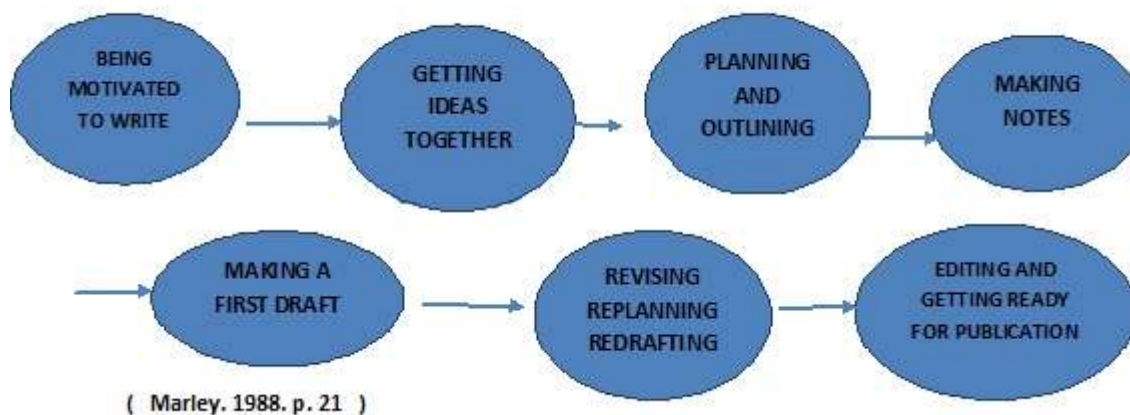 BEING
MOTIVATED
TO WRITE
GETTING
IDEAS
TOGETHER
PLANNING
AND
OUTLINING
MAKING
NOTES
MAKING A
FIRST DRAFT
REVISING
REPLANNING
REDRAFTING
EDITING AND
GETTING READY
FOR PUBLICATION
( Marley. 1988. p. 21 )